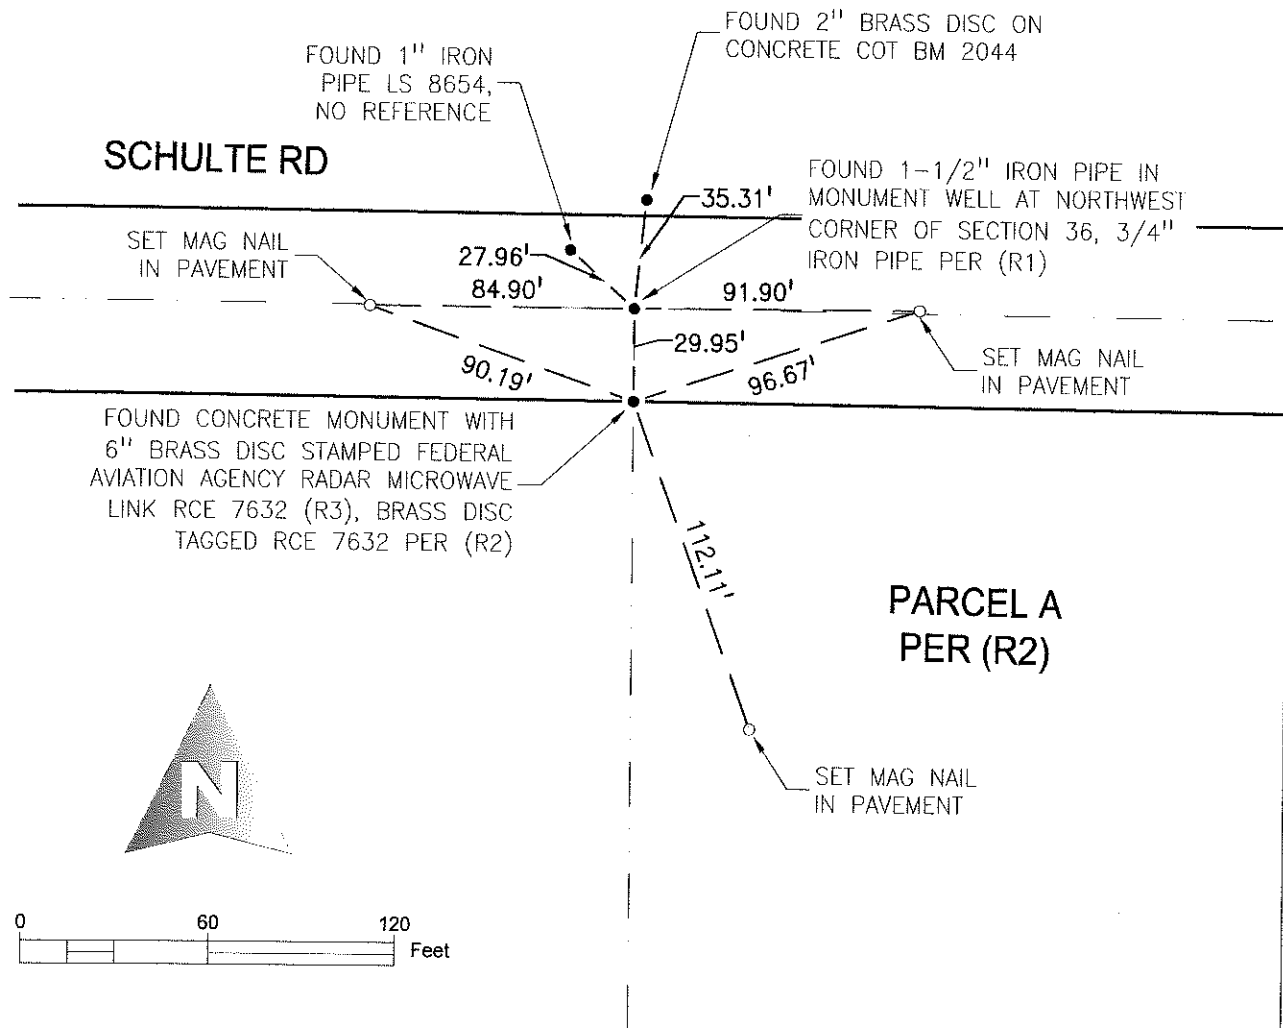 FOUND 2" BRASS DISC ON
CONCRETE COT BM 2044
FOUND 1" IRON
PIPE LS 8654,
NO REFERENCE
SCHULTE RD
FOUND 1-1/2" IRON PIPE IN
MONUMENT WELL AT NORTHWEST
CORNER OF SECTION 36, 3/4"
IRON PIPE PER (R1)
35.31'
SET MAG NAIL
IN PAVEMENT
27.96'
84.90'
91.90'
29.95'
90.19'
96.67'
SET MAG NAIL
IN PAVEMENT
FOUND CONCRETE MONUMENT WITH
6" BRASS DISC STAMPED FEDERAL
AVIATION AGENCY RADAR MICROWAVE
LINK RCE 7632 (R3), BRASS DISC
TAGGED RCE 7632 PER (R2)
112.11'
PARCEL A
PER (R2)
SET MAG NAIL
IN PAVEMENT
N
0 60 120
Feet